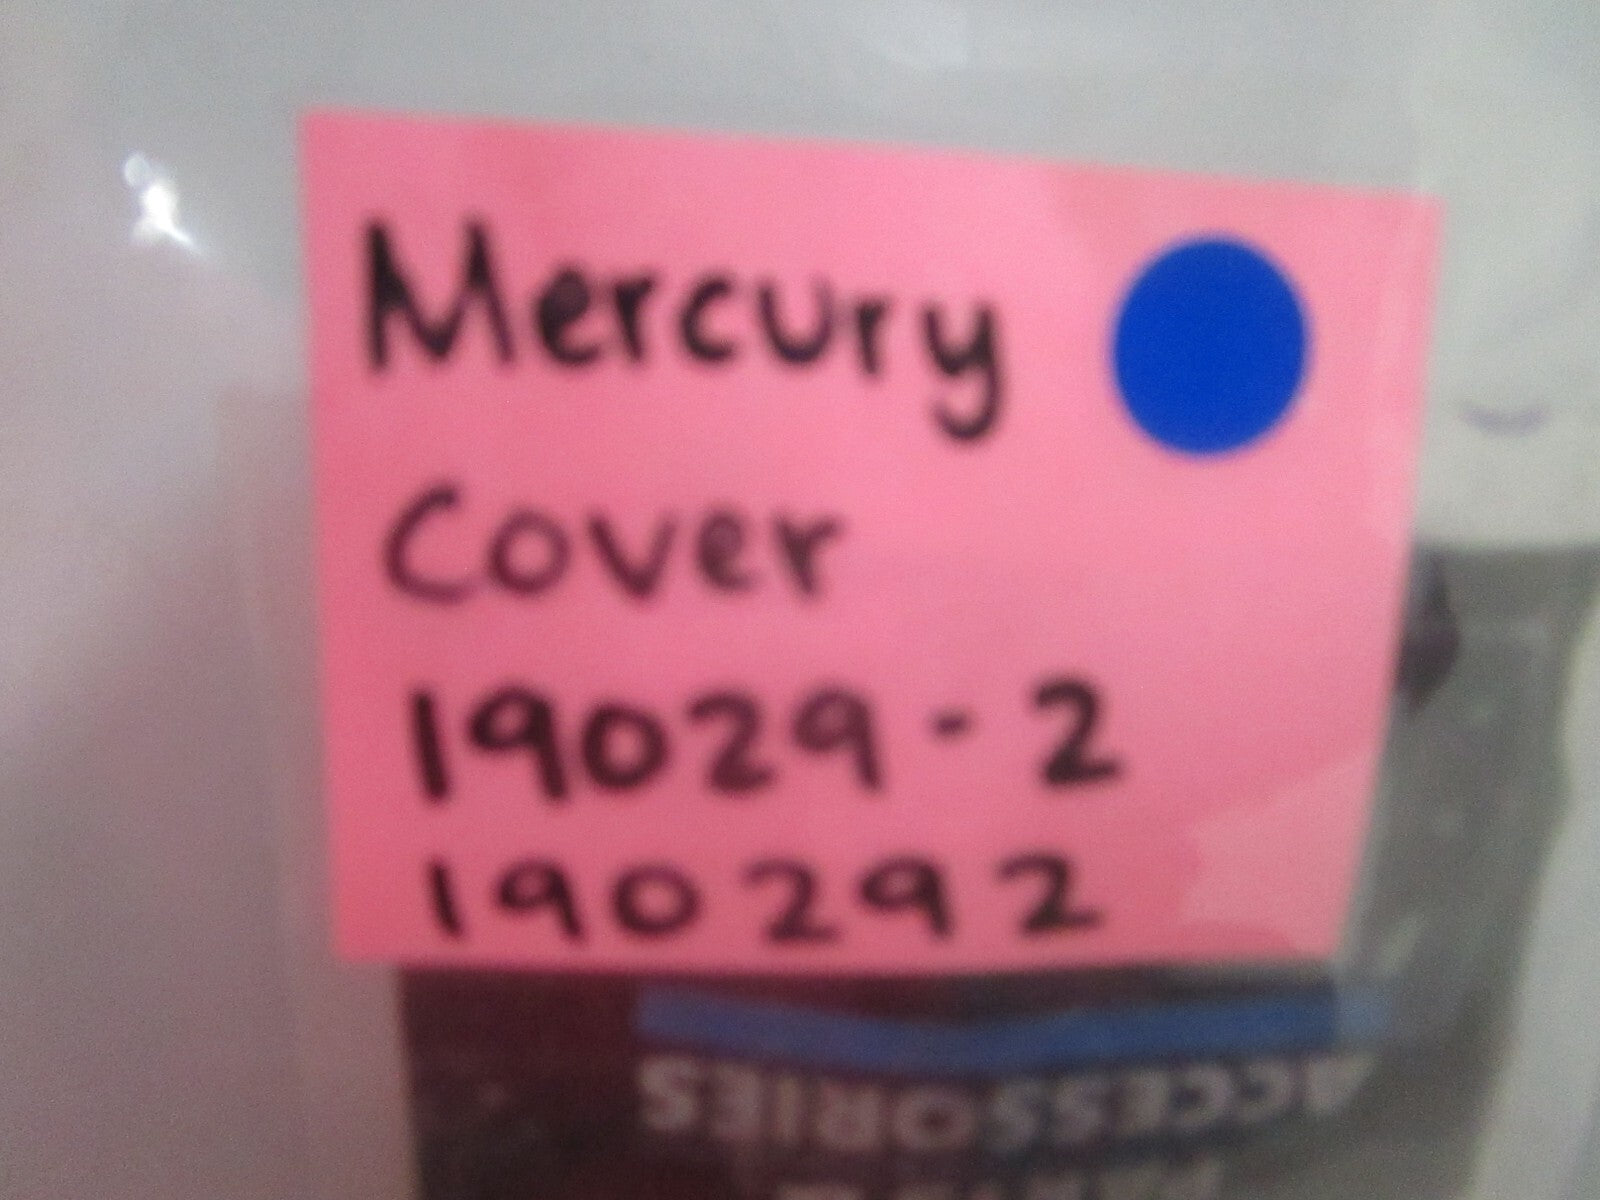 Mercury
Cover
19029-2
190292
ACCESSORIES